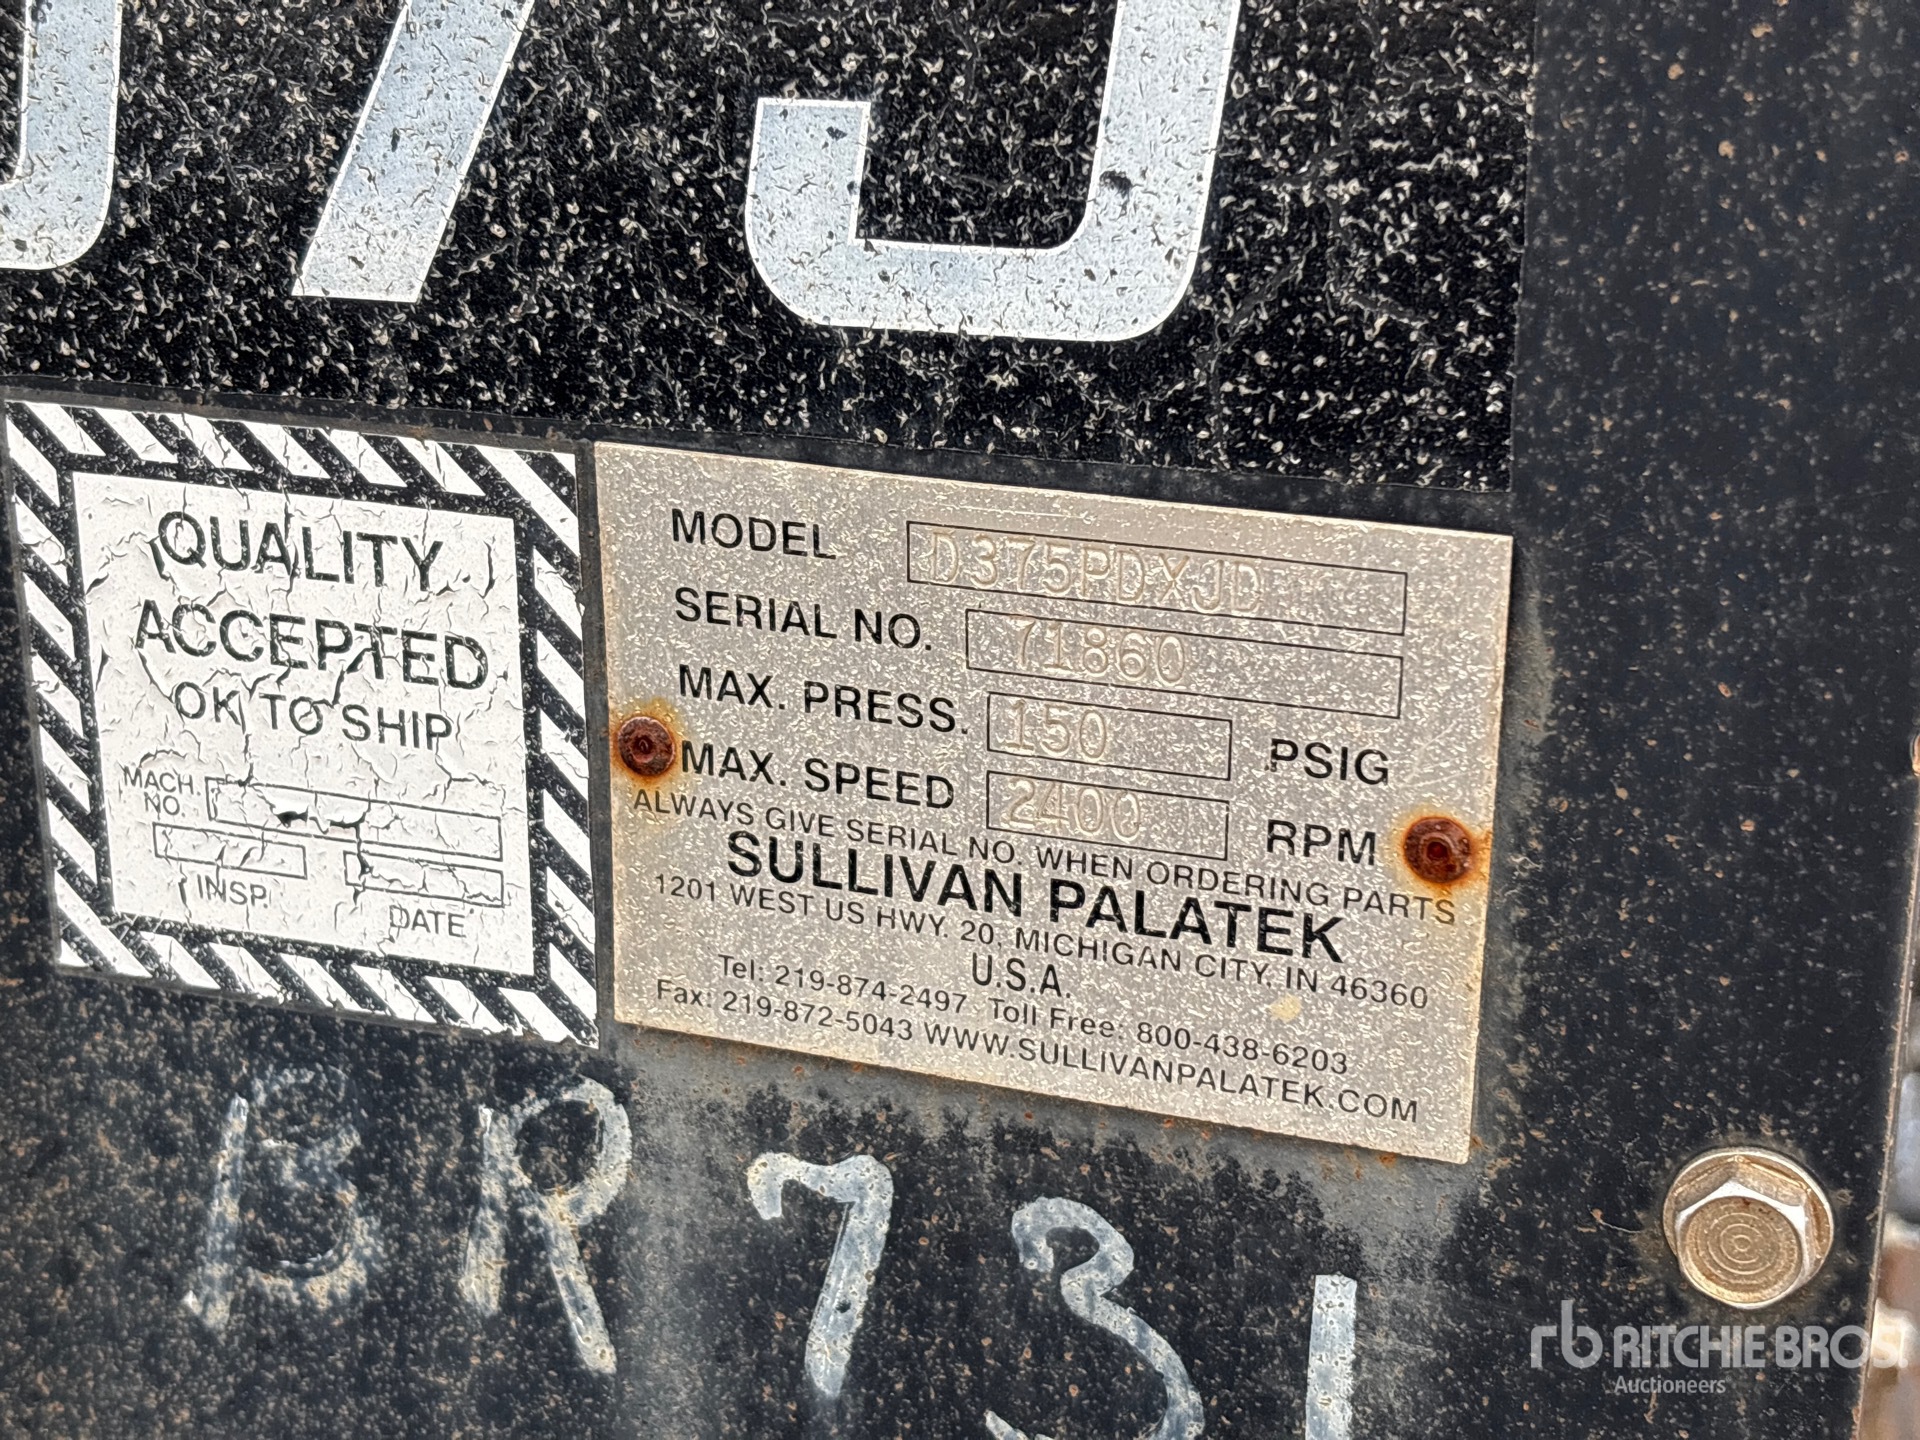 375
QUALITY
ACCEPTED
OK TO SHIP
MACH.
NO.
INSP.
DATE
MODEL D375PDXJD
SERIAL NO. 71860
MAX. PRESS. 150 PSIG
MAX. SPEED 2400 RPM
ALWAYS GIVE SERIAL NO. WHEN ORDERING PARTS
SULLIVAN PALATEK
1201 WEST US HWY. 20, MICHIGAN CITY, IN 46360
U.S.A.
Tel: 219-874-2497 Toll Free: 800-438-6203
Fax: 219-872-5043 WWW.SULLIVANPALATEK.COM
BR731
rb RITCHIE BROS.
Auctioneers